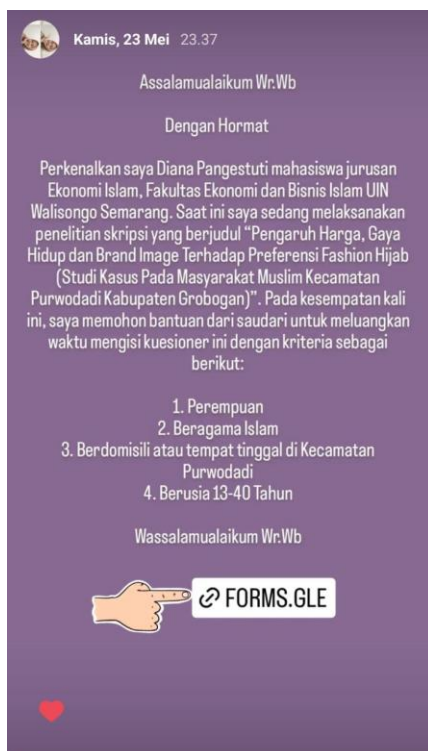 Kamis, 23 Mei 23.37
Assalamualaikum Wr.Wb
Dengan Hormat
Perkenalkan saya Diana Pangestuti mahasiswa jurusan
Ekonomi Islam, Fakultas Ekonomi dan Bisnis Islam UIN
Walisongo Semarang. Saat ini saya sedang melaksanakan
penelitian skripsi yang berjudul “Pengaruh Harga, Gaya
Hidup dan Brand Image Terhadap Preferensi Fashion Hijab
(Studi Kasus Pada Masyarakat Muslim Kecamatan
Purwodadi Kabupaten Grobogan)”. Pada kesempatan kali
ini, saya memohon bantuan dari saudari untuk meluangkan
waktu mengisi kuesioner ini dengan kriteria sebagai
berikut:
1. Perempuan
2. Beragama Islam
3. Berdomisili atau tempat tinggal di Kecamatan
Purwodadi
4. Berusia 13-40 Tahun
Wassalamualaikum Wr.Wb
FORMS.GLE